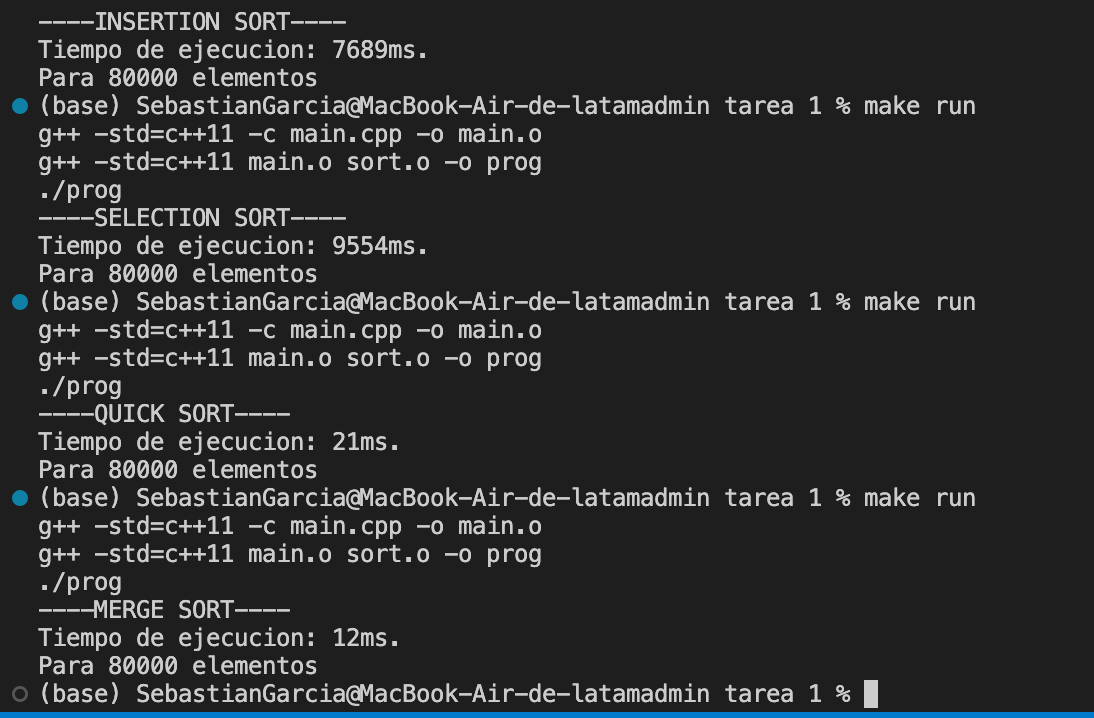 ----INSERTION SORT----
Tiempo de ejecucion: 7689ms.
Para 80000 elementos
(base) SebastianGarcia@MacBook-Air-de-latamadmin tarea 1 % make run
g++ -std=c++11 -c main.cpp -o main.o
g++ -std=c++11 main.o sort.o -o prog
./prog
----SELECTION SORT----
Tiempo de ejecucion: 9554ms.
Para 80000 elementos
(base) SebastianGarcia@MacBook-Air-de-latamadmin tarea 1 % make run
g++ -std=c++11 -c main.cpp -o main.o
g++ -std=c++11 main.o sort.o -o prog
./prog
----QUICK SORT----
Tiempo de ejecucion: 21ms.
Para 80000 elementos
(base) SebastianGarcia@MacBook-Air-de-latamadmin tarea 1 % make run
g++ -std=c++11 -c main.cpp -o main.o
g++ -std=c++11 main.o sort.o -o prog
./prog
----MERGE SORT----
Tiempo de ejecucion: 12ms.
Para 80000 elementos
(base) SebastianGarcia@MacBook-Air-de-latamadmin tarea 1 %